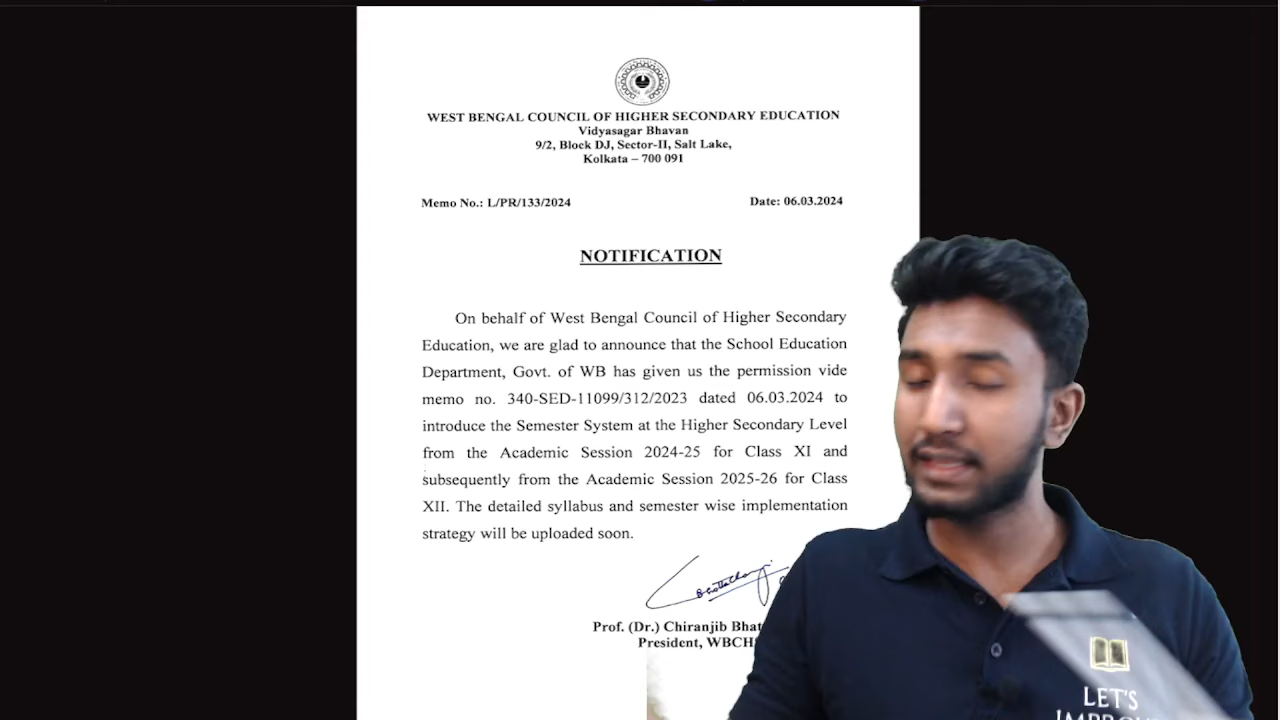 WEST BENGAL COUNCIL OF HIGHER SECONDARY EDUCATION
Vidyasagar Bhavan
9/2, Block DJ, Sector-II, Salt Lake,
Kolkata – 700 091
Memo No.: L/PR/133/2024 Date: 06.03.2024
NOTIFICATION
On behalf of West Bengal Council of Higher Secondary
Education, we are glad to announce that the School Education
Department, Govt. of WB has given us the permission vide
memo no. 340-SED-11099/312/2023 dated 06.03.2024 to
introduce the Semester System at the Higher Secondary Level
from the Academic Session 2024-25 for Class XI and
subsequently from the Academic Session 2025-26 for Class
XII. The detailed syllabus and semester wise implementation
strategy will be uploaded soon.
Prof. (Dr.) Chiranjib
President,
LET'S